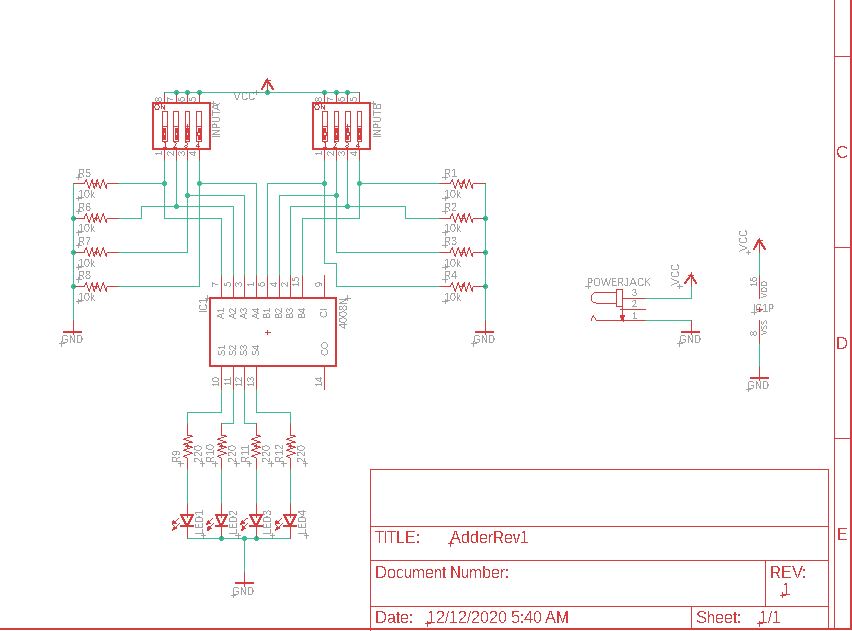 VCC
ON
8 7 6 5
INPUTA
1 2 3 4
ON
8 7 6 5
INPUTB
1 2 3 4
R5
10k
R6
10k
R7
10k
R8
10k
GND
R1
10k
R2
10k
R3
10k
R4
10k
GND
7 5 3 1 6 4 2 15 9
IC1
A1 A2 A3 A4 B1 B2 B3 B4 CI
4008N
S1 S2 S3 S4 CO
10 11 12 13 14
R9 220 R10 220 R11 220 R12 220
LED1 LED2 LED3 LED4
GND
POWERJACK
3
2
1
VCC
GND
VCC
16
VDD
IC1P
VSS
8
GND
C
D
E
TITLE: AdderRev1
Document Number:
REV:
1
Date: 12/12/2020 5:40 AM
Sheet: 1/1